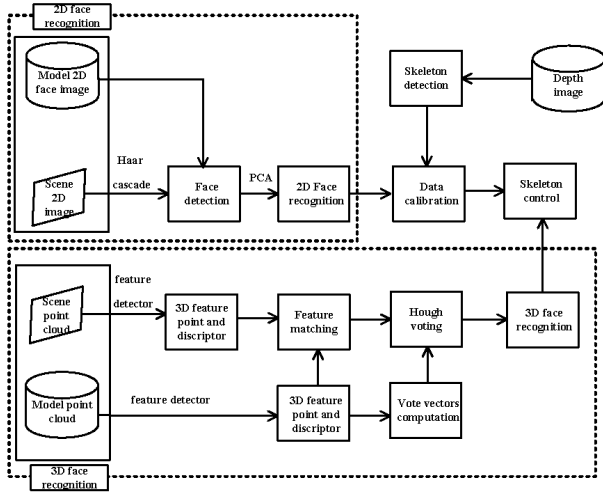 2D face
recognition
Model 2D
face image
Skeleton
detection
Depth
image
Scene
2D
image
Haar
cascade
Face
detection
PCA
2D Face
recognition
Data
calibration
Skeleton
control
Scene
point
cloud
feature
detector
3D feature
point and
discriptor
Feature
matching
Hough
voting
3D face
recognition
Model point
cloud
feature detector
3D feature
point and
discriptor
Vote vectors
computation
3D face
recognition